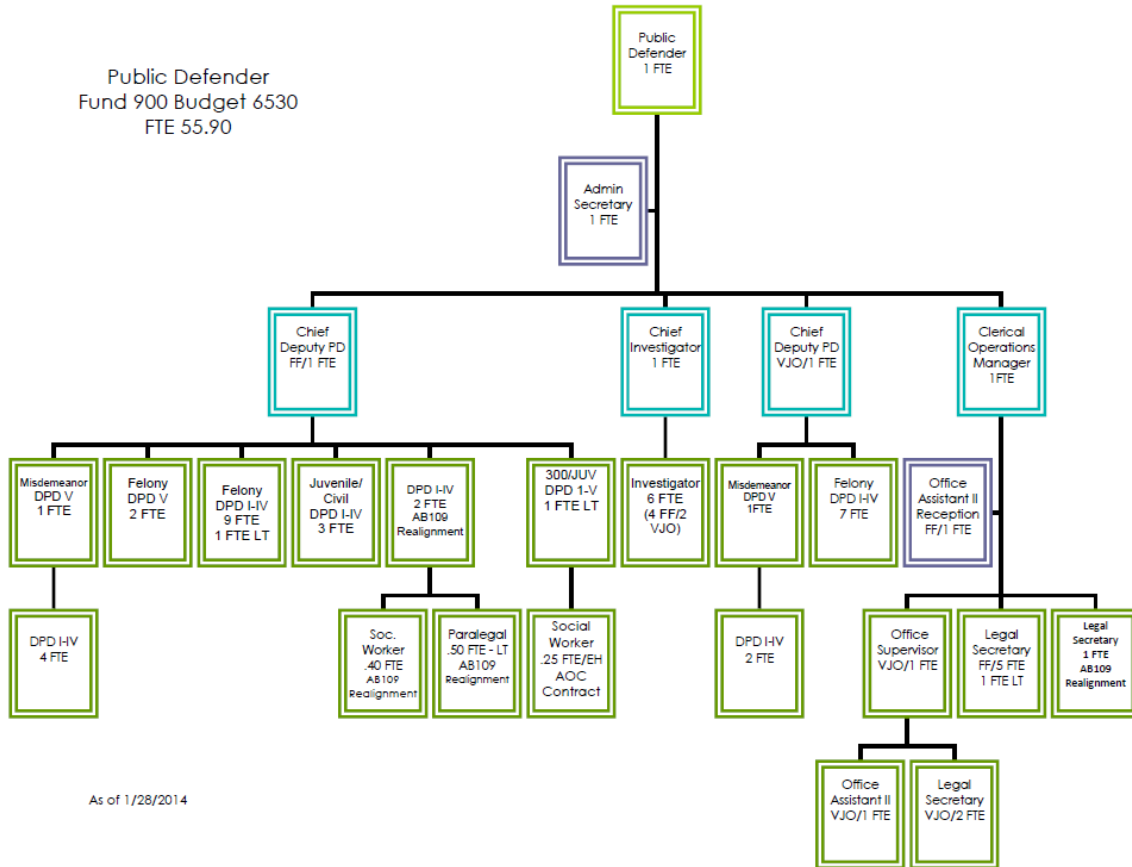 Public Defender
Fund 900 Budget 6530
FTE 55.90
Public
Defender
1 FTE
Admin
Secretary
1 FTE
Chief
Deputy PD
FF/1 FTE
Chief
Investigator
1 FTE
Chief
Deputy PD
VJO/1 FTE
Clerical
Operations
Manager
1FTE
Misdemeanor
DPD V
1 FTE
Felony
DPD V
2 FTE
Felony
DPD I-IV
9 FTE
1 FTE LT
Juvenile/
Civil
DPD I-IV
3 FTE
DPD I-IV
2 FTE
AB109
Realignment
300/JUV
DPD 1-V
1 FTE LT
Investigator
6 FTE
(4 FF/2
VJO)
Misdemeanor
DPD V
1FTE
Felony
DPD I-IV
7 FTE
Office
Assistant II
Reception
FF/1 FTE
DPD I-IV
4 FTE
Soc.
Worker
.40 FTE
AB109
Realignment
Paralegal
.50 FTE - LT
AB109
Realignment
Social
Worker
.25 FTE/EH
AOC
Contract
DPD I-IV
2 FTE
Office
Supervisor
VJO/1 FTE
Legal
Secretary
FF/5 FTE
1 FTE LT
Legal
Secretary
1 FTE
AB109
Realignment
Office
Assistant II
VJO/1 FTE
Legal
Secretary
VJO/2 FTE
As of 1/28/2014